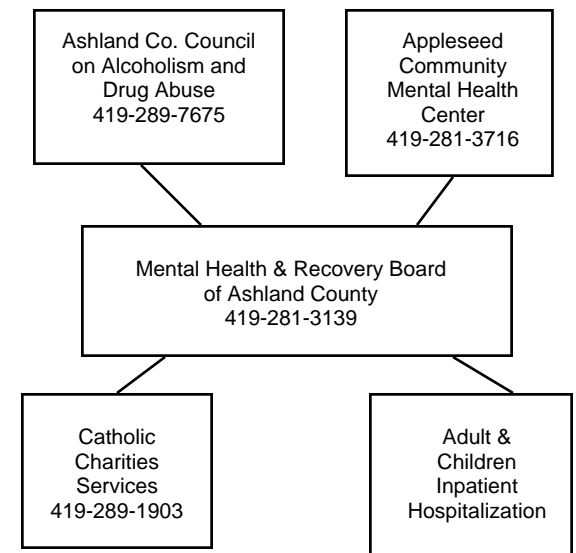 Ashland Co. Council
on Alcoholism and
Drug Abuse
419-289-7675
Appleseed
Community
Mental Health
Center
419-281-3716
Mental Health & Recovery Board
of Ashland County
419-281-3139
Catholic
Charities
Services
419-289-1903
Adult &
Children
Inpatient
Hospitalization